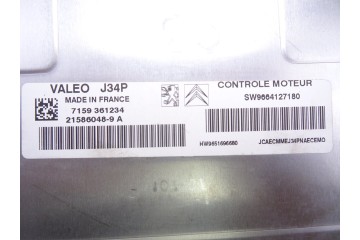 VALEO J34P
MADE IN FRANCE
7159 361234
21586048-9 A
CONTROLE MOTEUR
SW9664127180
HW9651696680
JCAECMMEJ34PNAECEMO